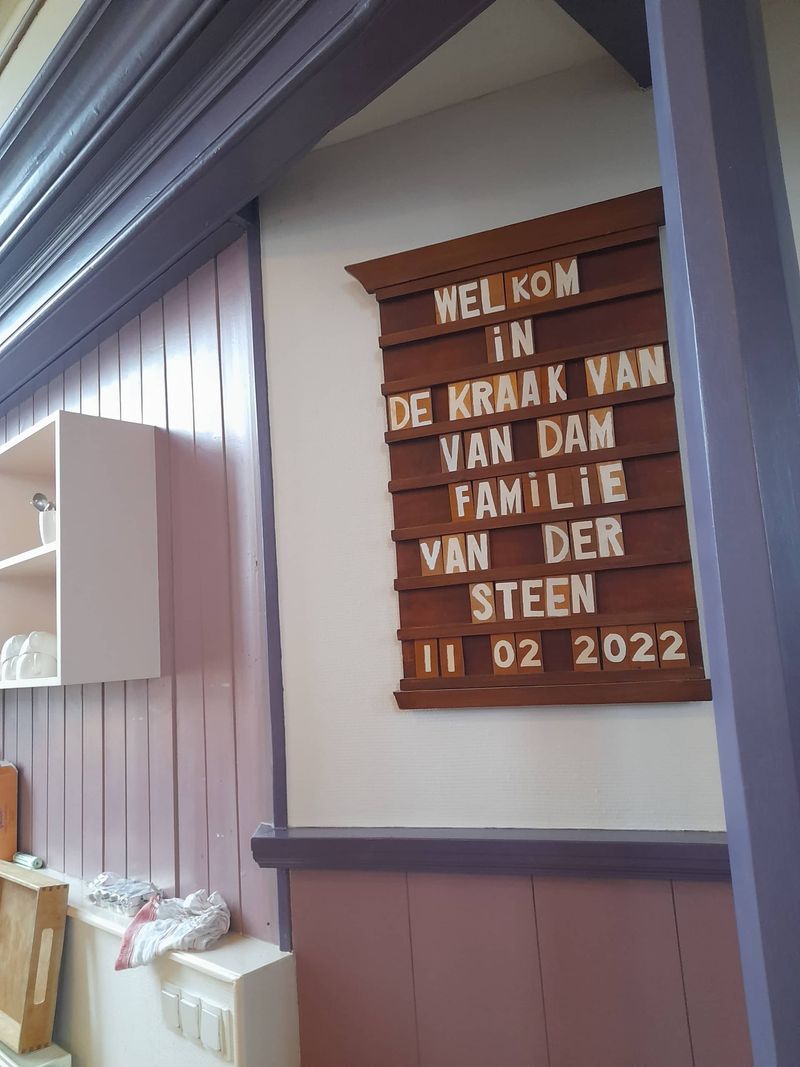 WELKOM
iN
DE KRAAK VAN
VAN DAM
FAMiLiE
VAN DER
STEEN
11 02 2022